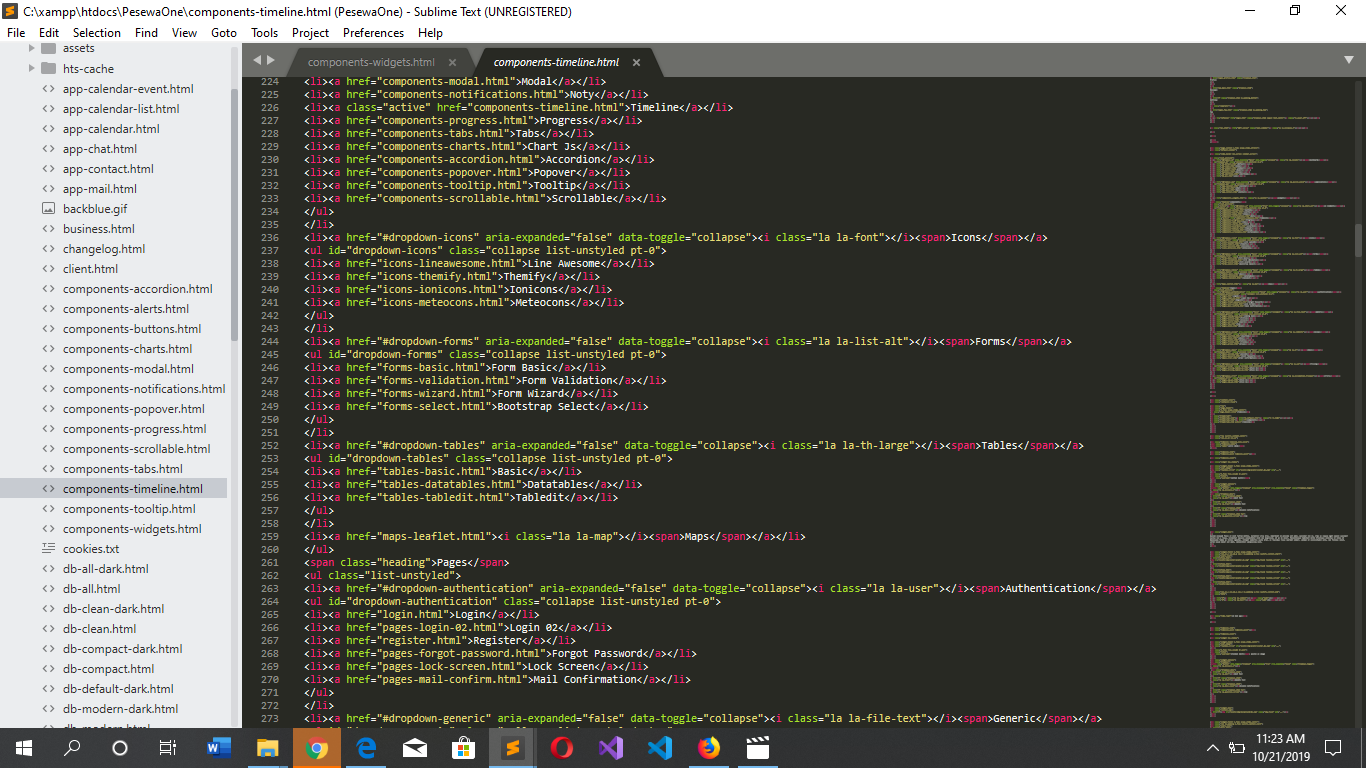 C:\xampp\htdocs\PesewaOne\components-timeline.html (PesewaOne) - Sublime Text (UNREGISTERED)
File Edit Selection Find View Goto Tools Project Preferences Help
assets
hts-cache
app-calendar-event.html
app-calendar-list.html
app-calendar.html
app-chat.html
app-contact.html
app-mail.html
backblue.gif
business.html
changelog.html
client.html
components-accordion.html
components-alerts.html
components-buttons.html
components-charts.html
components-modal.html
components-notifications.html
components-popover.html
components-progress.html
components-scrollable.html
components-tabs.html
components-timeline.html
components-tooltip.html
components-widgets.html
cookies.txt
db-all-dark.html
db-all.html
db-clean-dark.html
db-clean.html
db-compact-dark.html
db-compact.html
db-default-dark.html
db-modern-dark.html
db-modern.html
components-widgets.html components-timeline.html
224 <li><a href="components-modal.html">Modal</a></li>
225 <li><a href="components-notifications.html">Noty</a></li>
226 <li><a class="active" href="components-timeline.html">Timeline</a></li>
227 <li><a href="components-progress.html">Progress</a></li>
228 <li><a href="components-tabs.html">Tabs</a></li>
229 <li><a href="components-charts.html">Chart Js</a></li>
230 <li><a href="components-accordion.html">Accordion</a></li>
231 <li><a href="components-popover.html">Popover</a></li>
232 <li><a href="components-tooltip.html">Tooltip</a></li>
233 <li><a href="components-scrollable.html">Scrollable</a></li>
234 </ul>
235 </li>
236 <li><a href="#dropdown-icons" aria-expanded="false" data-toggle="collapse"><i class="la la-font"></i><span>Icons</span></a>
237 <ul id="dropdown-icons" class="collapse list-unstyled pt-0">
238 <li><a href="icons-lineawesome.html">Line Awesome</a></li>
239 <li><a href="icons-themify.html">Themify</a></li>
240 <li><a href="icons-ionicons.html">Ionicons</a></li>
241 <li><a href="icons-meteocons.html">Meteocons</a></li>
242 </ul>
243 </li>
244 <li><a href="#dropdown-forms" aria-expanded="false" data-toggle="collapse"><i class="la la-list-alt"></i><span>Forms</span></a>
245 <ul id="dropdown-forms" class="collapse list-unstyled pt-0">
246 <li><a href="forms-basic.html">Form Basic</a></li>
247 <li><a href="forms-validation.html">Form Validation</a></li>
248 <li><a href="forms-wizard.html">Form Wizard</a></li>
249 <li><a href="forms-select.html">Bootstrap Select</a></li>
250 </ul>
251 </li>
252 <li><a href="#dropdown-tables" aria-expanded="false" data-toggle="collapse"><i class="la la-th-large"></i><span>Tables</span></a>
253 <ul id="dropdown-tables" class="collapse list-unstyled pt-0">
254 <li><a href="tables-basic.html">Basic</a></li>
255 <li><a href="tables-datatables.html">Datatables</a></li>
256 <li><a href="tables-tabledit.html">Tabledit</a></li>
257 </ul>
258 </li>
259 <li><a href="maps-leaflet.html"><i class="la la-map"></i><span>Maps</span></a></li>
260 </ul>
261 <span class="heading">Pages</span>
262 <ul class="list-unstyled">
263 <li><a href="#dropdown-authentication" aria-expanded="false" data-toggle="collapse"><i class="la la-user"></i><span>Authentication</span></a>
264 <ul id="dropdown-authentication" class="collapse list-unstyled pt-0">
265 <li><a href="login.html">Login</a></li>
266 <li><a href="pages-login-02.html">Login 02</a></li>
267 <li><a href="register.html">Register</a></li>
268 <li><a href="pages-forgot-password.html">Forgot Password</a></li>
269 <li><a href="pages-lock-screen.html">Lock Screen</a></li>
270 <li><a href="pages-mail-confirm.html">Mail Confirmation</a></li>
271 </ul>
272 </li>
273 <li><a href="#dropdown-generic" aria-expanded="false" data-toggle="collapse"><i class="la la-file-text"></i><span>Generic</span></a>
11:23 AM
10/21/2019